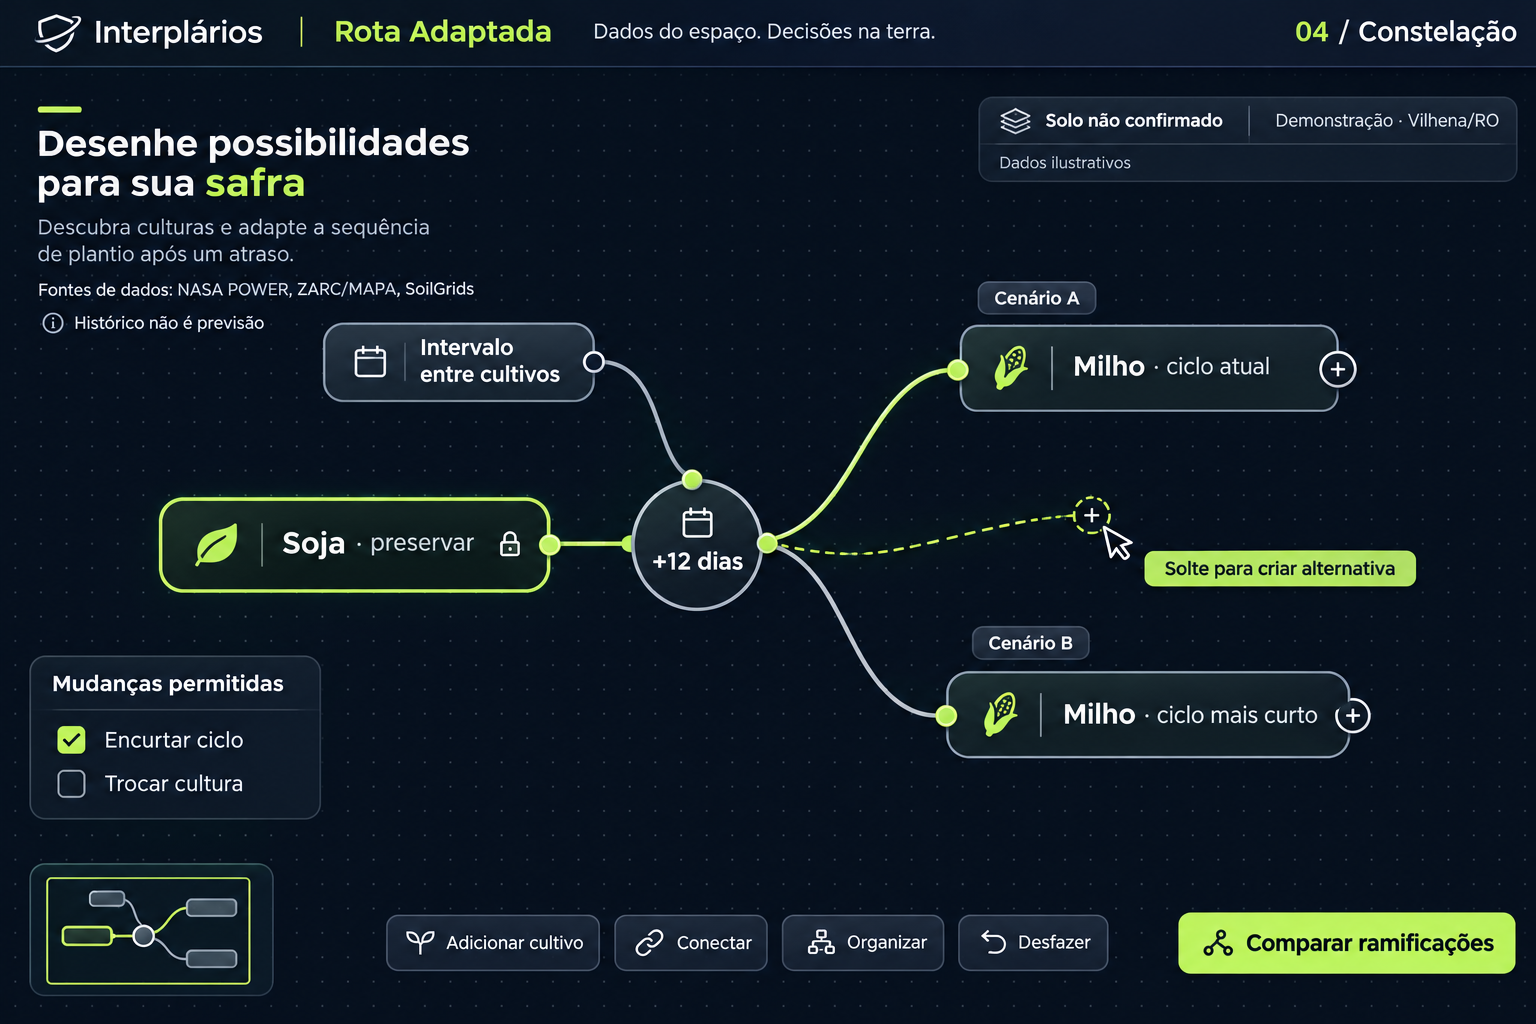 Interplários
Rota Adaptada
Dados do espaço. Decisões na terra.
04 / Constelação
Desenhe possibilidades
para sua safra
Descubra culturas e adapte a sequência
de plantio após um atraso.
Fontes de dados: NASA POWER, ZARC/MAPA, SoilGrids
Histórico não é previsão
Solo não confirmado
Demonstração · Vilhena/RO
Dados ilustrativos
Intervalo
entre cultivos
Cenário A
Milho · ciclo atual
Soja · preservar
+12 dias
Solte para criar alternativa
Cenário B
Milho · ciclo mais curto
Mudanças permitidas
Encurtar ciclo
Trocar cultura
Adicionar cultivo
Conectar
Organizar
Desfazer
Comparar ramificações